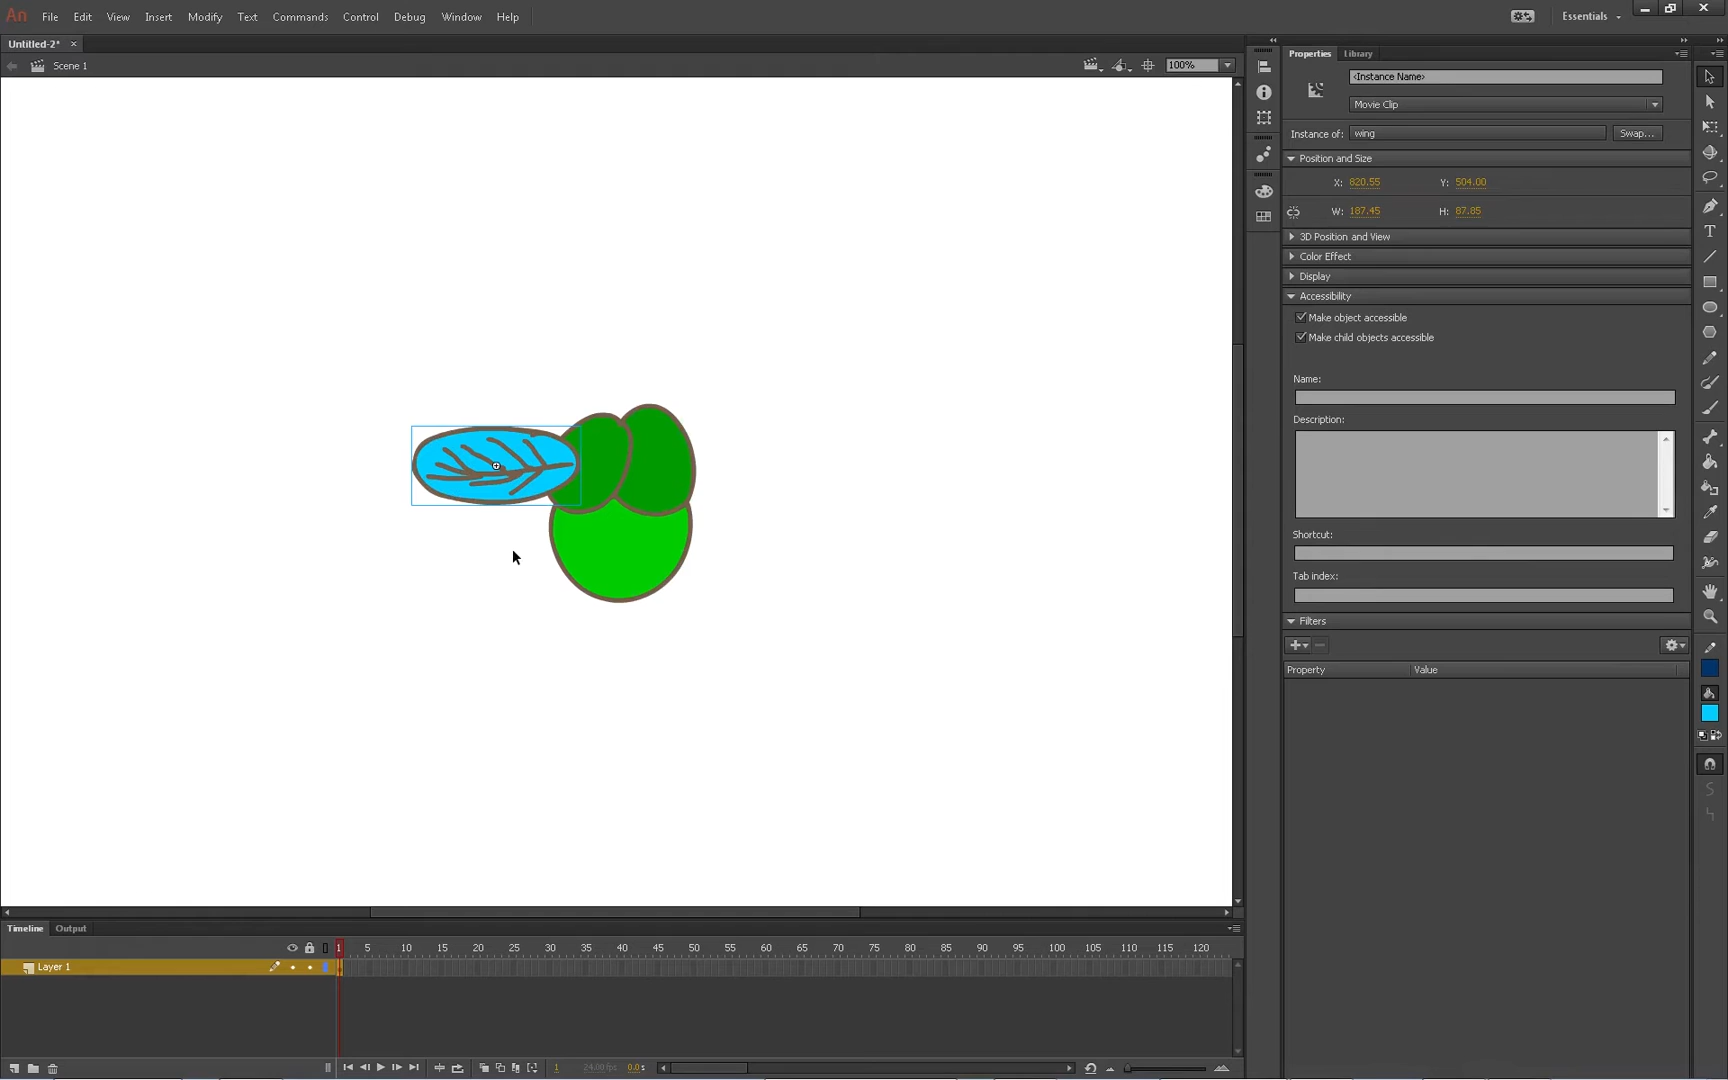 An File Edit View Insert Modify Text Commands Control Debug Window Help Essentials
Untitled-2* ×
Scene 1 100%
Properties Library
<Instance Name>
Movie Clip
Instance of: wing Swap...
Position and Size
X: 820.55 Y: 504.00
W: 187.45 H: 87.85
3D Position and View
Color Effect
Display
Accessibility
Make object accessible
Make child objects accessible
Name:
Description:
Shortcut:
Tab index:
Filters
Property Value
Timeline Output
1 5 10 15 20 25 30 35 40 45 50 55 60 65 70 75 80 85 90 95 100 105 110 115 120
Layer 1
1 24.00 fps 0.0 s